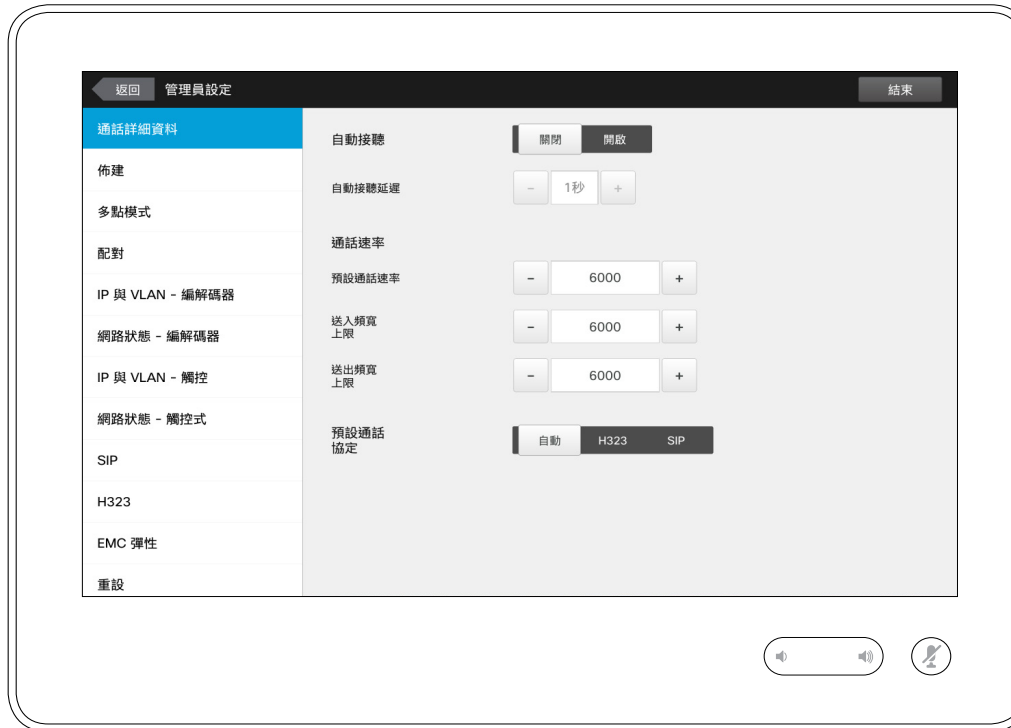 返回
管理員設定
結束
通話詳細資料
佈建
多點模式
配對
IP 與 VLAN - 編解碼器
網路狀態 - 編解碼器
IP 與 VLAN - 觸控
網路狀態 - 觸控式
SIP
H323
EMC 彈性
重設
自動接聽
關閉 開啟
自動接聽延遲
- 1秒 +
通話速率
預設通話速率
- 6000 +
送入頻寬
上限
- 6000 +
送出頻寬
上限
- 6000 +
預設通話
協定
自動 H323 SIP